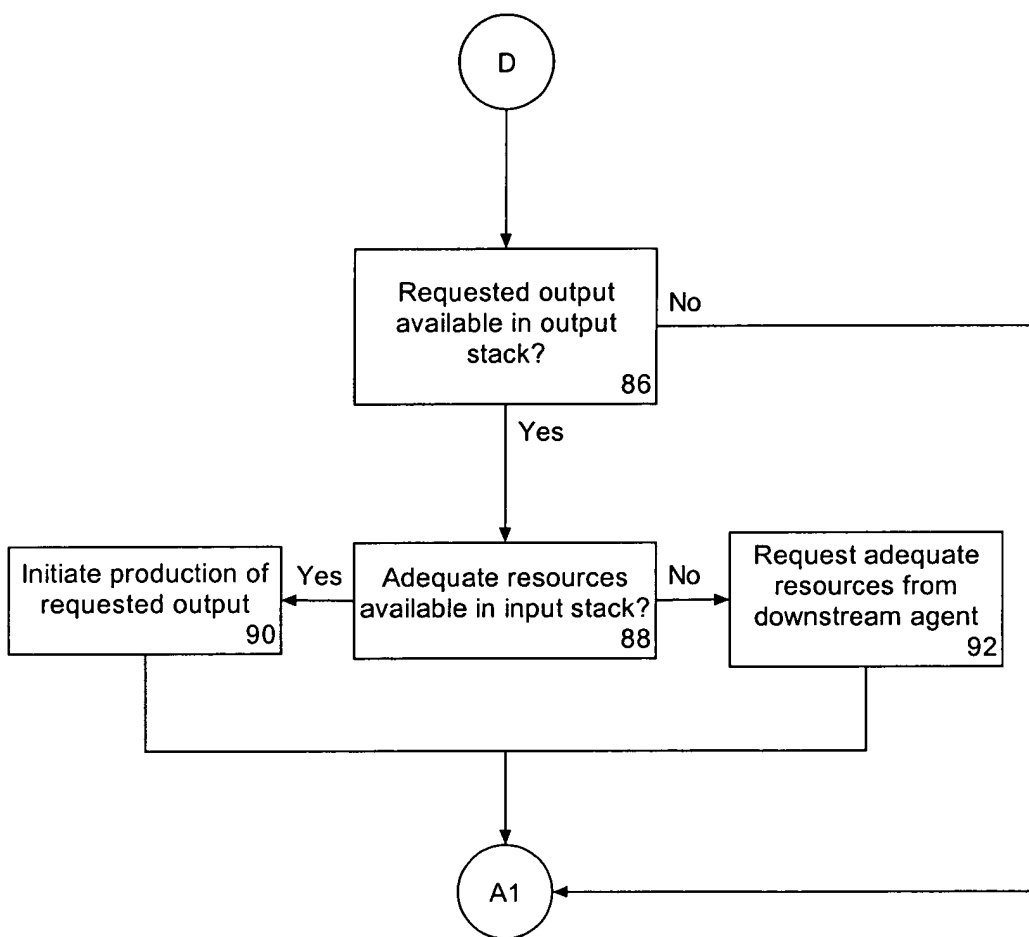 D
Requested output
available in output
stack?
86
No
Yes
Initiate production of
requested output
90
Yes
Adequate resources
available in input stack?
88
No
Request adequate
resources from
downstream agent
92
A1